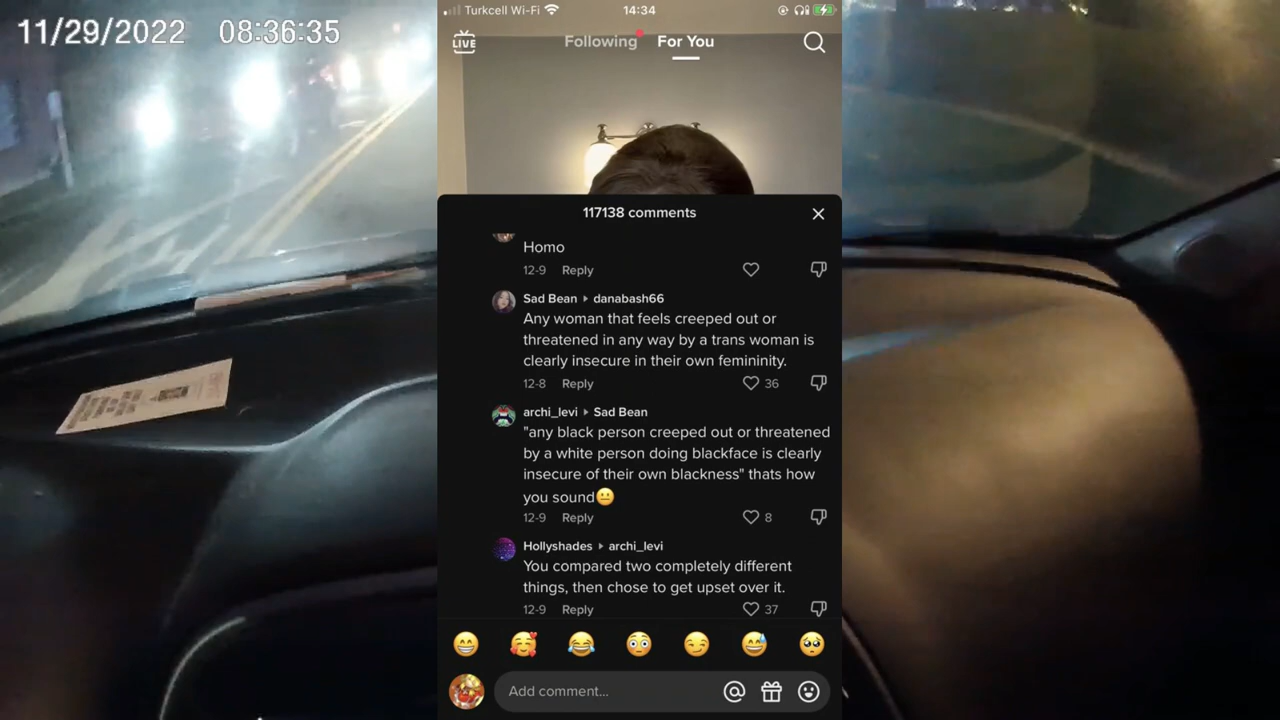 11/29/2022 08:36:35
Turkcell Wi-Fi
14:34
LIVE
Following
For You
117138 comments
Homo
12-9 Reply
Sad Bean danabash66
Any woman that feels creeped out or
threatened in any way by a trans woman is
clearly insecure in their own femininity.
12-8 Reply 36
archi_levi Sad Bean
"any black person creeped out or threatened
by a white person doing blackface is clearly
insecure of their own blackness" thats how
you sound😐
12-9 Reply 8
Hollyshades archi_levi
You compared two completely different
things, then chose to get upset over it.
12-9 Reply 37
😁 🥰 😂 😳 😏 😅 🥺
Add comment...